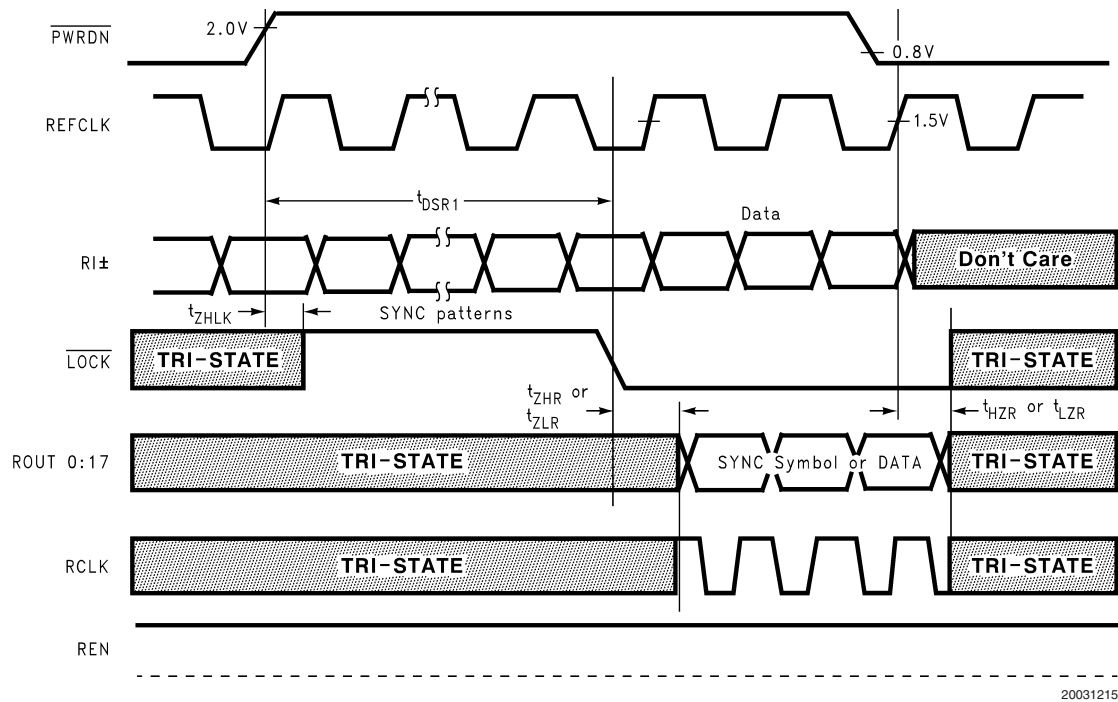 PWRDN
2.0V
0.8V
REFCLK
1.5V
tDSR1
Data
RI±
Don't Care
tZHLK
SYNC patterns
LOCK
TRI-STATE
TRI-STATE
tZHR or
tZLR
tHZR or tLZR
ROUT 0:17
TRI-STATE
SYNC Symbol or DATA
TRI-STATE
RCLK
TRI-STATE
TRI-STATE
REN
20031215